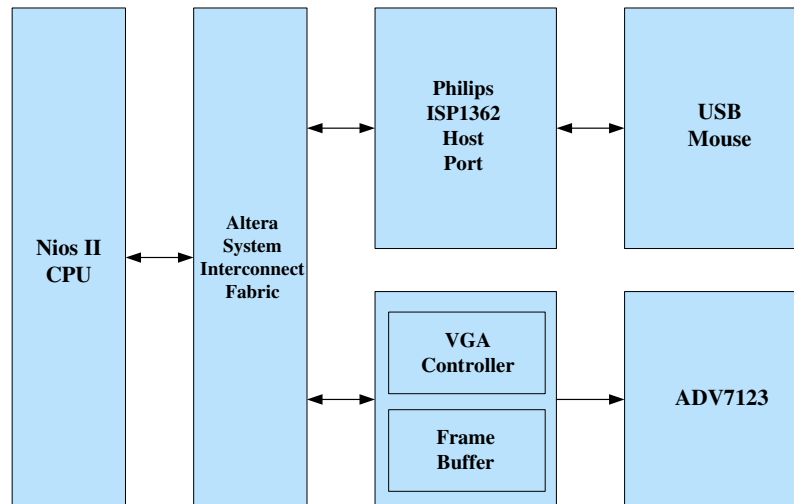 Nios II
CPU
Altera
System
Interconnect
Fabric
Philips
ISP1362
Host
Port
USB
Mouse
VGA
Controller
Frame
Buffer
ADV7123